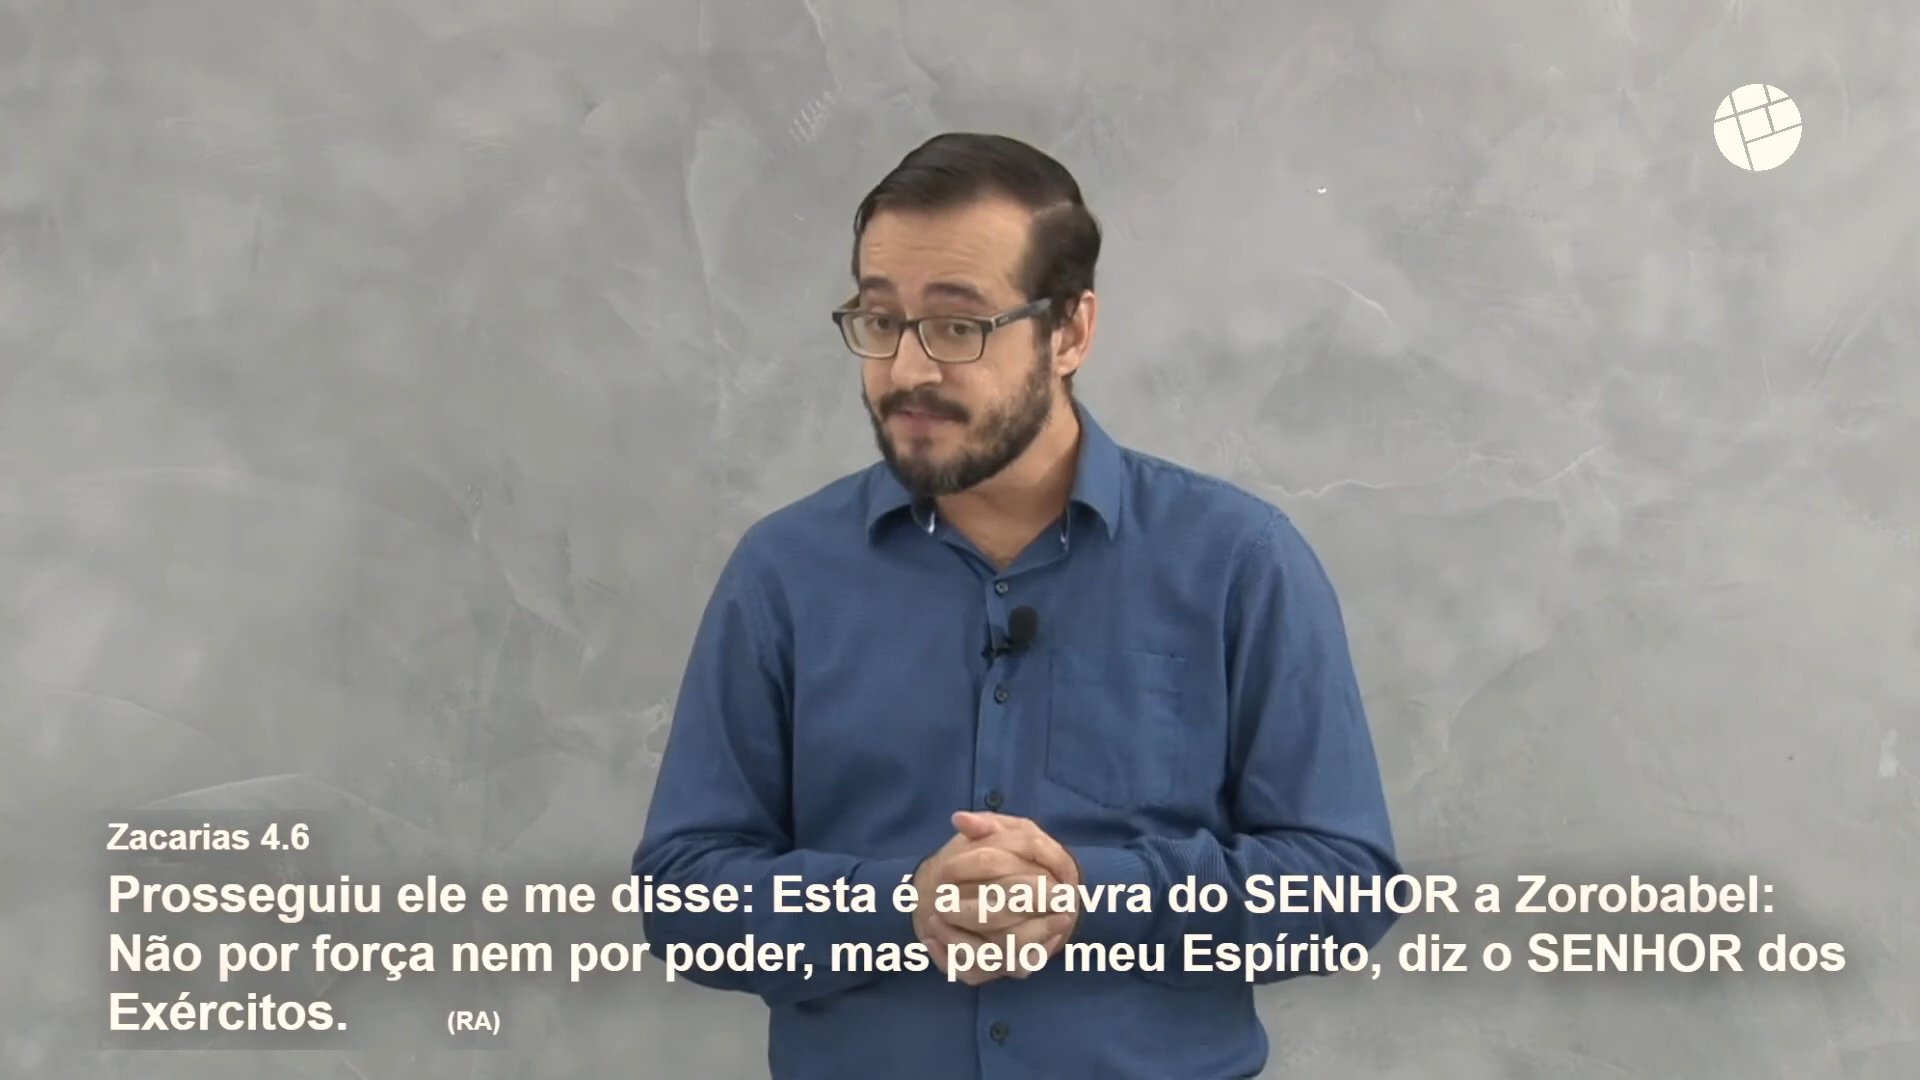 Zacarias 4.6
Prosseguiu ele e me disse: Esta é a palavra do SENHOR a Zorobabel:
Não por força nem por poder, mas pelo meu Espírito, diz o SENHOR dos
Exércitos. (RA)